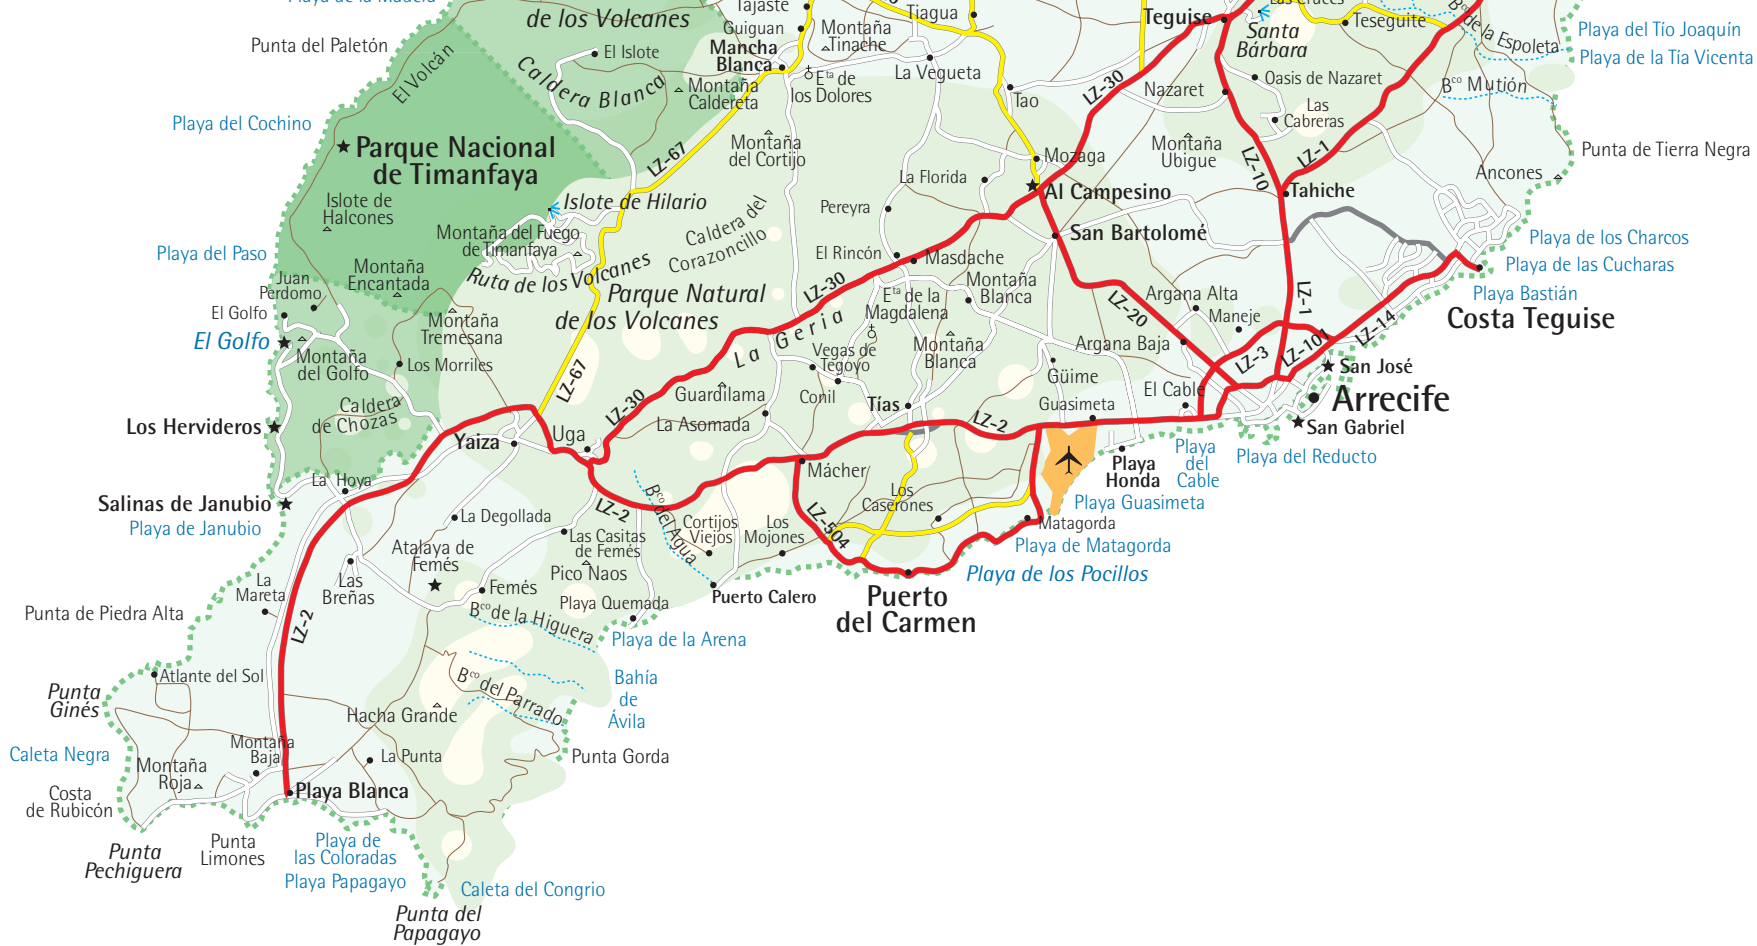 Playa de la Madera
de los Volcanes
Tajaste
Tiagua
Teguise
Las Cruces
Teseguite
Bco de la Espoleta
Playa del Tío Joaquín
Playa de la Tía Vicenta
Punta del Paletón
El Volcán
El Islote
Guiguan
Mancha
Blanca
Montaña
Tinache
Santa
Bárbara
Caldera Blanca
Montaña
Caldereta
Eta de
los Dolores
La Vegueta
Tao
LZ-30
Nazaret
Oasis de Nazaret
Las
Cabreras
Bco Mutión
Playa del Cochino
Parque Nacional
de Timanfaya
LZ-67
Montaña
del Cortijo
Mozaga
Montaña
Ubigue
LZ-10
LZ-1
Punta de Tierra Negra
Ancones
Islote de
Halcones
Islote de Hilario
La Florida
Al Campesino
Tahiche
Pereyra
Caldera del
Corazoncillo
San Bartolomé
Playa del Paso
Montaña del Fuego
de Timanfaya
Ruta de los Volcanes
El Rincón
Masdache
Playa de los Charcos
Playa de las Cucharas
Playa Bastián
Costa Teguise
Juan
Perdomo
Montaña
Encantada
Parque Natural
de los Volcanes
LZ-30
Eta de la
Magdalena
Montaña
Blanca
LZ-20
Argana Alta
Maneje
LZ-1
El Golfo
El Golfo
Montaña
Tremesana
Montaña
del Golfo
Los Morriles
La Geria
Vegas de
Tegoyo
Montaña
Blanca
Argana Baja
LZ-3
LZ-101
LZ-14
San José
Arrecife
San Gabriel
LZ-67
LZ-30
Guardilama
Conil
Tías
Güime
El Cable
Guasimeta
Caldera
de Chozas
Los Hervideros
Yaiza
Uga
La Asomada
LZ-2
Mácher
Playa
Honda
Playa
del
Cable
Playa del Reducto
La Hoya
Salinas de Janubio
Playa de Janubio
La Degollada
LZ-2
Bco del Agua
Cortijos
Viejos
Los
Mojones
LZ-504
Los
Caserones
Playa Guasimeta
Matagorda
Playa de Matagorda
Playa de los Pocillos
Atalaya de
Femés
Las Casitas
de Femés
Pico Naos
Femés
Playa Quemada
Puerto Calero
Puerto
del Carmen
La
Mareta
Las
Breñas
Punta de Piedra Alta
LZ-2
Bco de la Higuera
Playa de la Arena
Atlante del Sol
Punta
Ginés
Bco del Parrado
Bahía
de
Ávila
Hacha Grande
Caleta Negra
Montaña
Baja
La Punta
Punta Gorda
Montaña
Roja
Costa
de Rubicón
Playa Blanca
Punta
Pechiguera
Punta
Limones
Playa de
las Coloradas
Playa Papagayo
Caleta del Congrio
Punta del
Papagayo